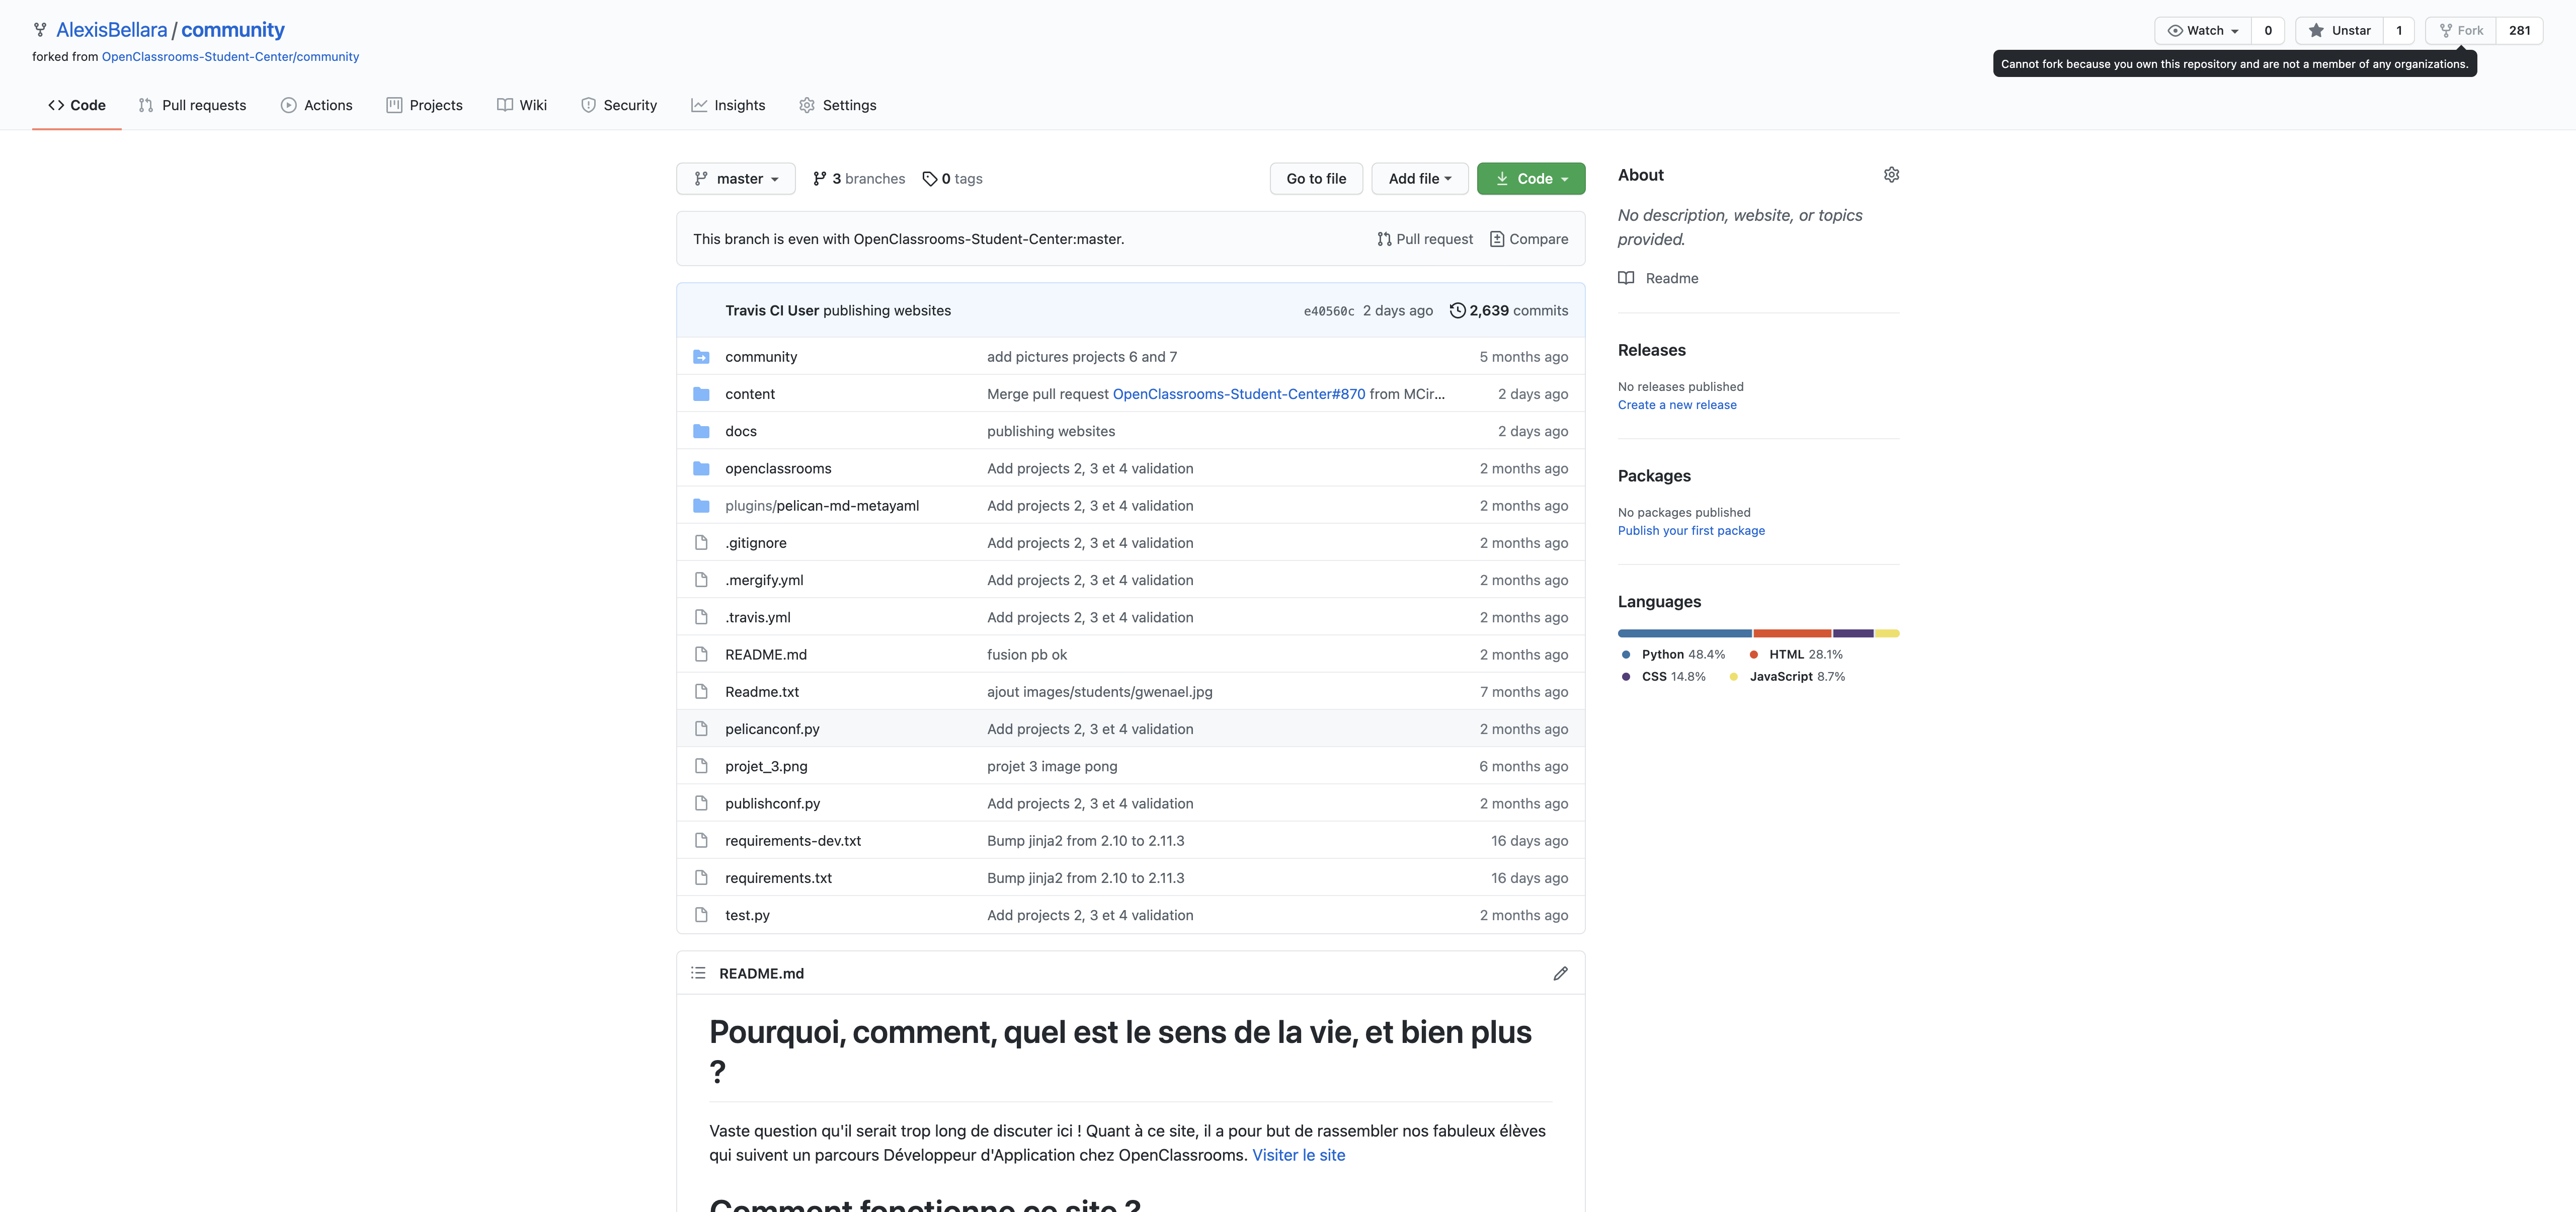 AlexisBellara / community
Watch 0 Unstar 1 Fork 281
forked from OpenClassrooms-Student-Center/community
Cannot fork because you own this repository and are not a member of any organizations.
Code Pull requests Actions Projects Wiki Security Insights Settings
master 3 branches 0 tags Go to file Add file Code
This branch is even with OpenClassrooms-Student-Center:master. Pull request Compare
Travis CI User publishing websites e40560c 2 days ago 2,639 commits
community add pictures projects 6 and 7 5 months ago
content Merge pull request OpenClassrooms-Student-Center#870 from MCir... 2 days ago
docs publishing websites 2 days ago
openclassrooms Add projects 2, 3 et 4 validation 2 months ago
plugins/pelican-md-metayaml Add projects 2, 3 et 4 validation 2 months ago
.gitignore Add projects 2, 3 et 4 validation 2 months ago
.mergify.yml Add projects 2, 3 et 4 validation 2 months ago
.travis.yml Add projects 2, 3 et 4 validation 2 months ago
README.md fusion pb ok 2 months ago
Readme.txt ajout images/students/gwenael.jpg 7 months ago
pelicanconf.py Add projects 2, 3 et 4 validation 2 months ago
projet_3.png projet 3 image pong 6 months ago
publishconf.py Add projects 2, 3 et 4 validation 2 months ago
requirements-dev.txt Bump jinja2 from 2.10 to 2.11.3 16 days ago
requirements.txt Bump jinja2 from 2.10 to 2.11.3 16 days ago
test.py Add projects 2, 3 et 4 validation 2 months ago
README.md
Pourquoi, comment, quel est le sens de la vie, et bien plus
?
Vaste question qu'il serait trop long de discuter ici ! Quant à ce site, il a pour but de rassembler nos fabuleux élèves
qui suivent un parcours Développeur d'Application chez OpenClassrooms. Visiter le site
Comment fonctionne ce site ?
About
No description, website, or topics
provided.
Readme
Releases
No releases published
Create a new release
Packages
No packages published
Publish your first package
Languages
Python 48.4% HTML 28.1%
CSS 14.8% JavaScript 8.7%